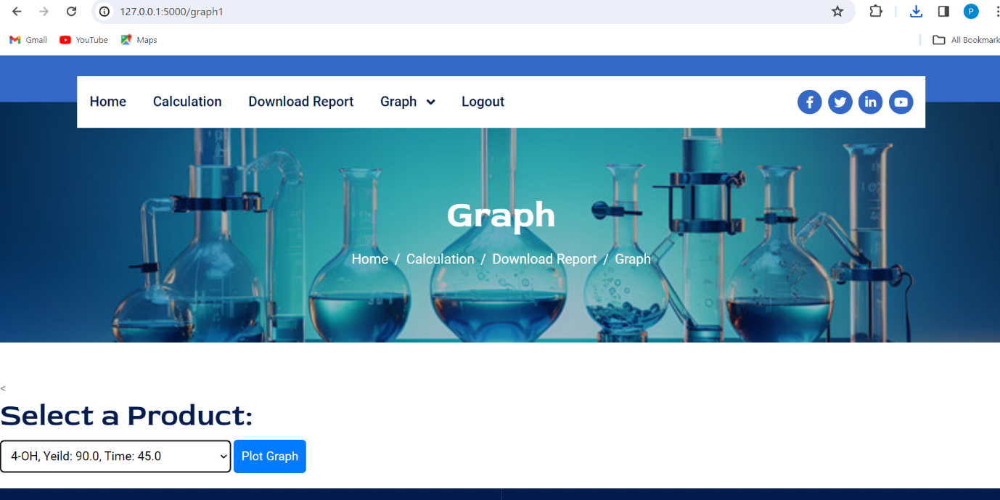 127.0.0.1:5000/graph1
P
Gmail YouTube Maps All Bookmark
Home Calculation Download Report Graph Logout
Graph
Home / Calculation / Download Report / Graph
<
Select a Product:
4-OH, Yeild: 90.0, Time: 45.0 Plot Graph